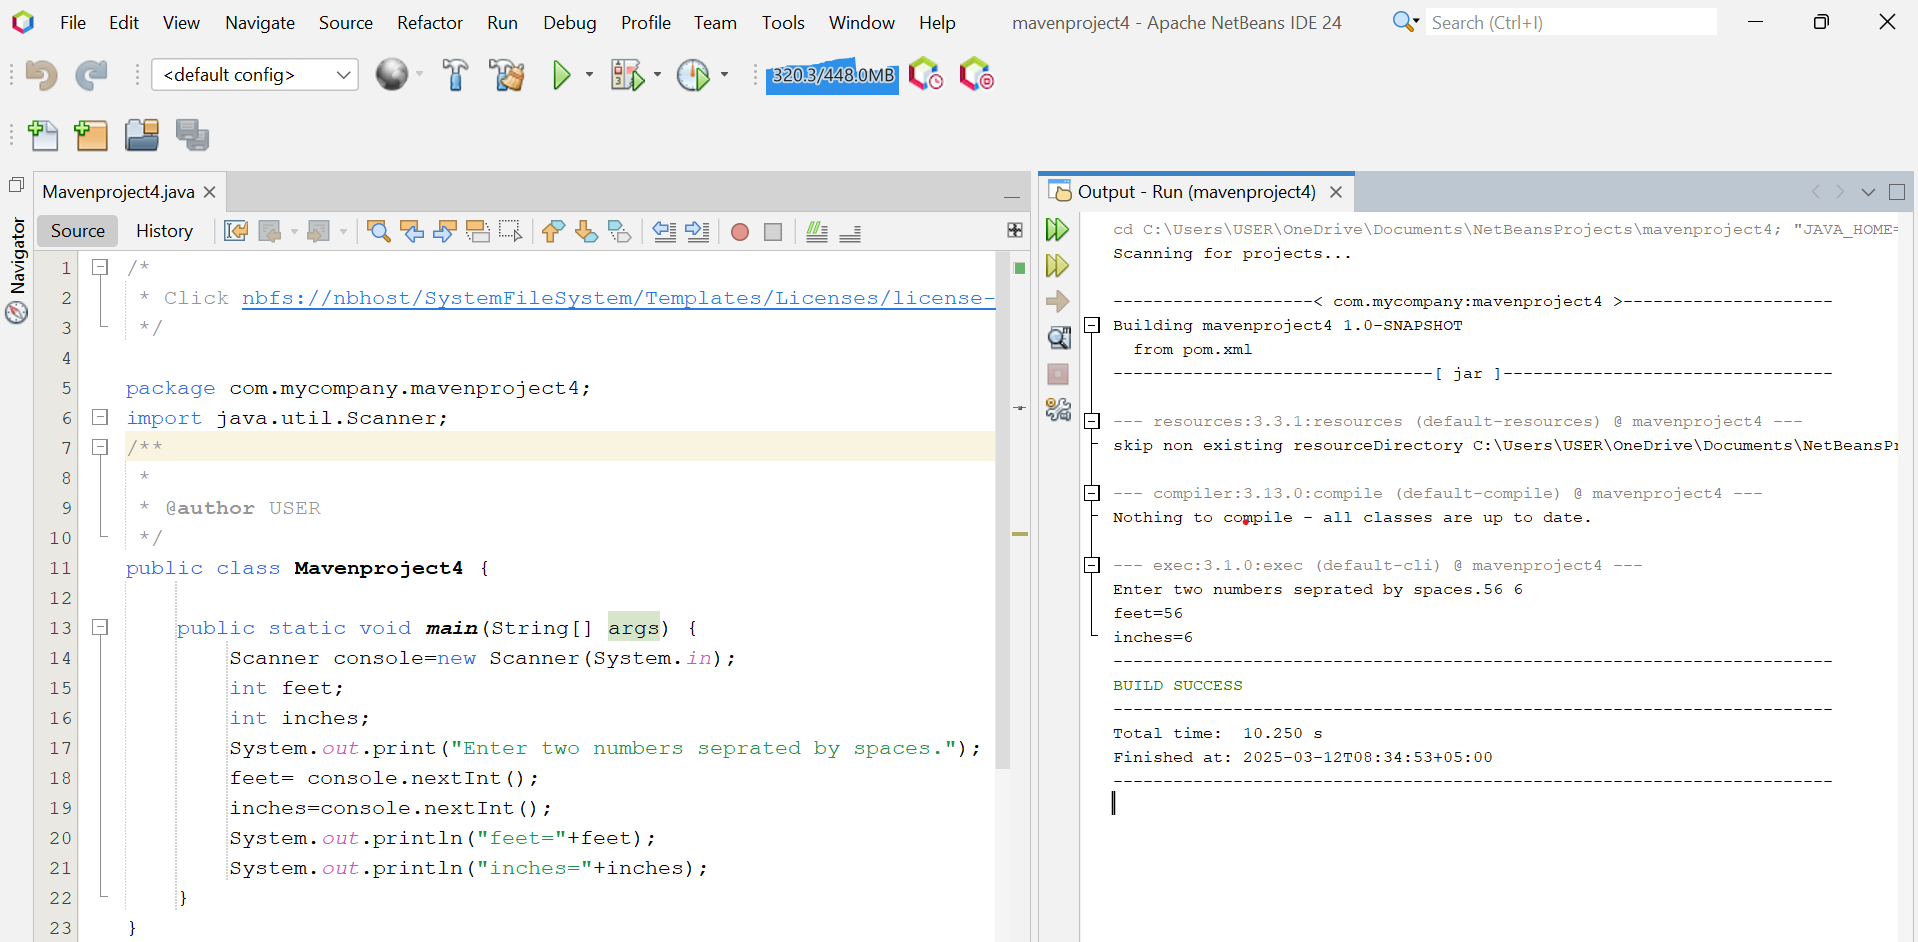 File Edit View Navigate Source Refactor Run Debug Profile Team Tools Window Help mavenproject4 - Apache NetBeans IDE 24 Search (Ctrl+I)
<default config> 320.3/448.0MB
Mavenproject4.java
Navigator
Source History
1 /*
2 * Click nbfs://nbhost/SystemFileSystem/Templates/Licenses/license-
3 */
4
5 package com.mycompany.mavenproject4;
6 import java.util.Scanner;
7 /**
8 *
9 * @author USER
10 */
11 public class Mavenproject4 {
12
13 public static void main(String[] args) {
14 Scanner console=new Scanner(System.in);
15 int feet;
16 int inches;
17 System.out.print("Enter two numbers seprated by spaces.");
18 feet= console.nextInt();
19 inches=console.nextInt();
20 System.out.println("feet="+feet);
21 System.out.println("inches="+inches);
22 }
23 }
Output - Run (mavenproject4)
cd C:\Users\USER\OneDrive\Documents\NetBeansProjects\mavenproject4; "JAVA_HOME=
Scanning for projects...
--------------------< com.mycompany:mavenproject4 >---------------------
Building mavenproject4 1.0-SNAPSHOT
from pom.xml
--------------------------------[ jar ]---------------------------------
--- resources:3.3.1:resources (default-resources) @ mavenproject4 ---
skip non existing resourceDirectory C:\Users\USER\OneDrive\Documents\NetBeansPr
--- compiler:3.13.0:compile (default-compile) @ mavenproject4 ---
Nothing to compile - all classes are up to date.
--- exec:3.1.0:exec (default-cli) @ mavenproject4 ---
Enter two numbers seprated by spaces.56 6
feet=56
inches=6
------------------------------------------------------------------------
BUILD SUCCESS
------------------------------------------------------------------------
Total time:  10.250 s
Finished at: 2025-03-12T08:34:53+05:00
------------------------------------------------------------------------